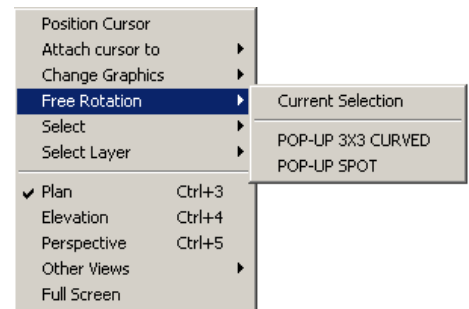 Position Cursor
Attach cursor to
Change Graphics
Free Rotation
Select
Select Layer
Plan Ctrl+3
Elevation Ctrl+4
Perspective Ctrl+5
Other Views
Full Screen
Current Selection
POP-UP 3X3 CURVED
POP-UP SPOT